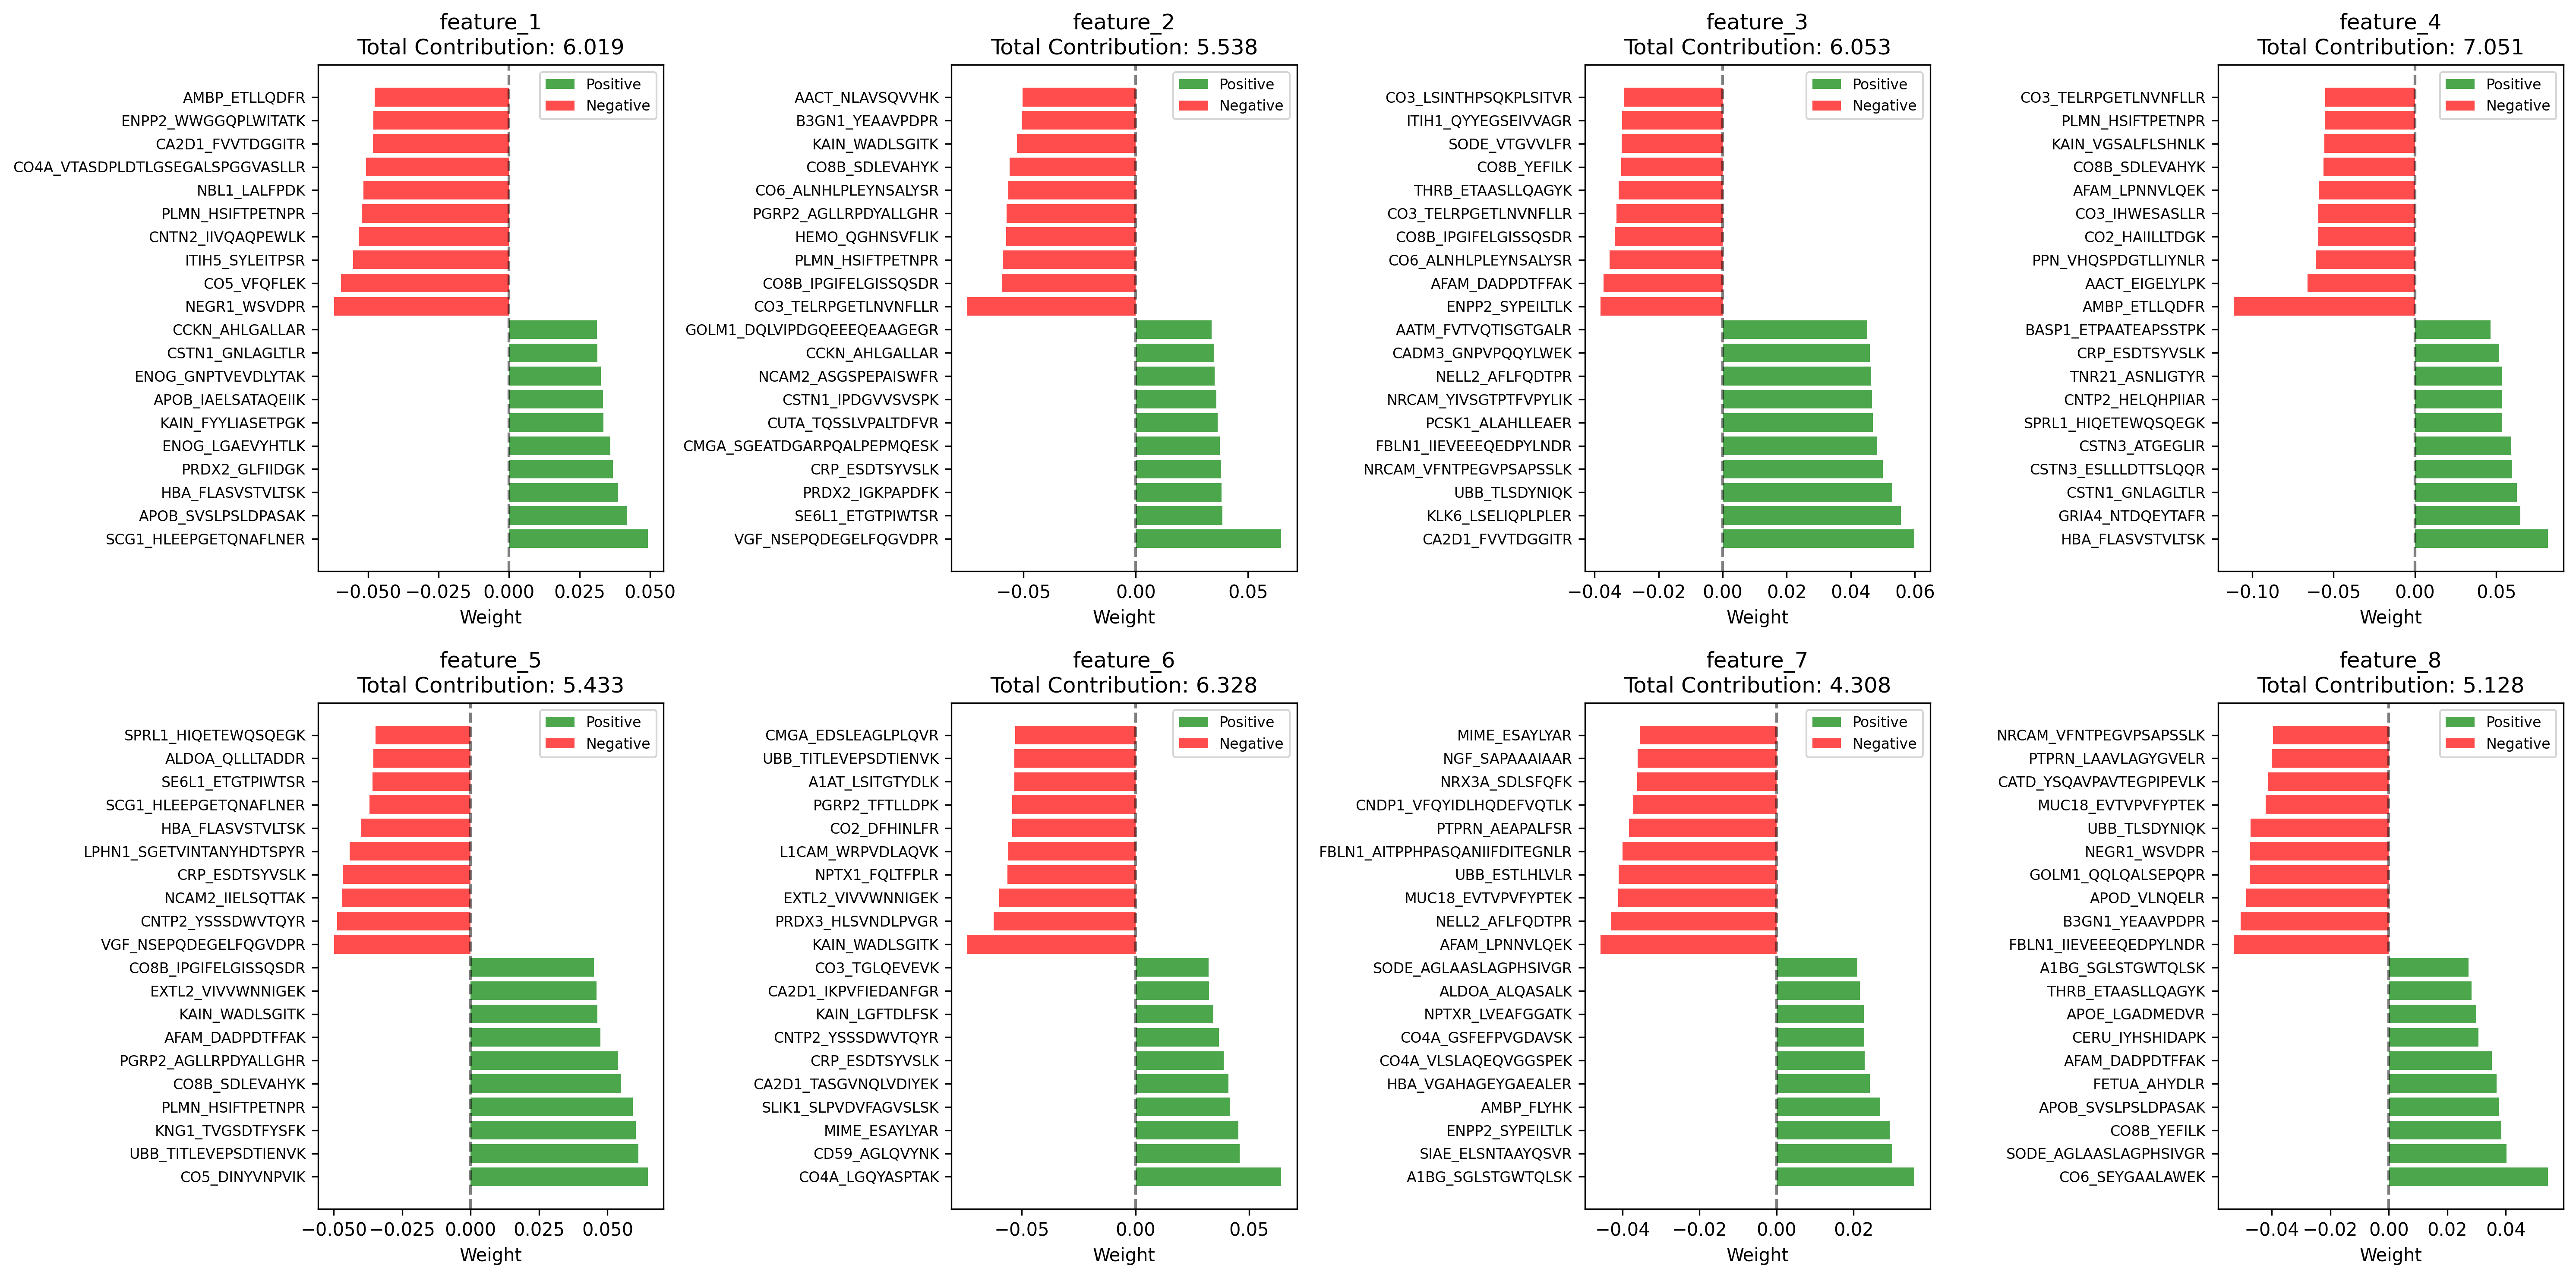 feature_1
Total Contribution: 6.019
Positive
Negative
AMBP_ETLLQDFR
ENPP2_WWGGQPLWITATK
CA2D1_FVVTDGGITR
CO4A_VTASDPLDTLGSEGALSPGGVASLLR
NBL1_LALFPDK
PLMN_HSIFTPETNPR
CNTN2_IIVQAQPEWLK
ITIH5_SYLEITPSR
CO5_VFQFLEK
NEGR1_WSVDPR
CCKN_AHLGALLAR
CSTN1_GNLAGLTLR
ENOG_GNPTVEVDLYTAK
APOB_IAELSATAQEIIK
KAIN_FYYLIASETPGK
ENOG_LGAEVYHTLK
PRDX2_GLFIIDGK
HBA_FLASVSTVLTSK
APOB_SVSLPSLDPASAK
SCG1_HLEEPGETQNAFLNER
−0.050 −0.025 0.000 0.025 0.050
Weight
feature_2
Total Contribution: 5.538
Positive
Negative
AACT_NLAVSQVVHK
B3GN1_YEAAVPDPR
KAIN_WADLSGITK
CO8B_SDLEVAHYK
CO6_ALNHLPLEYNSALYSR
PGRP2_AGLLRPDYALLGHR
HEMO_QGHNSVFLIK
PLMN_HSIFTPETNPR
CO8B_IPGIFELGISSQSDR
CO3_TELRPGETLNVNFLLR
GOLM1_DQLVIPDGQEEEQEAAGEGR
CCKN_AHLGALLAR
NCAM2_ASGSPEPAISWFR
CSTN1_IPDGVVSVSPK
CUTA_TQSSLVPALTDFVR
CMGA_SGEATDGARPQALPEPMQESK
CRP_ESDTSYVSLK
PRDX2_IGKPAPDFK
SE6L1_ETGTPIWTSR
VGF_NSEPQDEGELFQGVDPR
−0.05 0.00 0.05
Weight
feature_3
Total Contribution: 6.053
Positive
Negative
CO3_LSINTHPSQKPLSITVR
ITIH1_QYYEGSEIVVAGR
SODE_VTGVVLFR
CO8B_YEFILK
THRB_ETAASLLQAGYK
CO3_TELRPGETLNVNFLLR
CO8B_IPGIFELGISSQSDR
CO6_ALNHLPLEYNSALYSR
AFAM_DADPDTFFAK
ENPP2_SYPEILTLK
AATM_FVTVQTISGTGALR
CADM3_GNPVPQQYLWEK
NELL2_AFLFQDTPR
NRCAM_YIVSGTPTFVPYLIK
PCSK1_ALAHLLEAER
FBLN1_IIEVEEEQEDPYLNDR
NRCAM_VFNTPEGVPSAPSSLK
UBB_TLSDYNIQK
KLK6_LSELIQPLPLER
CA2D1_FVVTDGGITR
−0.04 −0.02 0.00 0.02 0.04 0.06
Weight
feature_4
Total Contribution: 7.051
Positive
Negative
CO3_TELRPGETLNVNFLLR
PLMN_HSIFTPETNPR
KAIN_VGSALFLSHNLK
CO8B_SDLEVAHYK
AFAM_LPNNVLQEK
CO3_IHWESASLLR
CO2_HAIILLTDGK
PPN_VHQSPDGTLLIYNLR
AACT_EIGELYLPK
AMBP_ETLLQDFR
BASP1_ETPAATEAPSSTPK
CRP_ESDTSYVSLK
TNR21_ASNLIGTYR
CNTP2_HELQHPIIAR
SPRL1_HIQETEWQSQEGK
CSTN3_ATGEGLIR
CSTN3_ESLLLDTTSLQQR
CSTN1_GNLAGLTLR
GRIA4_NTDQEYTAFR
HBA_FLASVSTVLTSK
−0.10 −0.05 0.00 0.05
Weight
feature_5
Total Contribution: 5.433
Positive
Negative
SPRL1_HIQETEWQSQEGK
ALDOA_QLLLTADDR
SE6L1_ETGTPIWTSR
SCG1_HLEEPGETQNAFLNER
HBA_FLASVSTVLTSK
LPHN1_SGETVINTANYHDTSPYR
CRP_ESDTSYVSLK
NCAM2_IIELSQTTAK
CNTP2_YSSSDWVTQYR
VGF_NSEPQDEGELFQGVDPR
CO8B_IPGIFELGISSQSDR
EXTL2_VIVVWNNIGEK
KAIN_WADLSGITK
AFAM_DADPDTFFAK
PGRP2_AGLLRPDYALLGHR
CO8B_SDLEVAHYK
PLMN_HSIFTPETNPR
KNG1_TVGSDTFYSFK
UBB_TITLEVEPSDTIENVK
CO5_DINYVNPVIK
−0.050 −0.025 0.000 0.025 0.050
Weight
feature_6
Total Contribution: 6.328
Positive
Negative
CMGA_EDSLEAGLPLQVR
UBB_TITLEVEPSDTIENVK
A1AT_LSITGTYDLK
PGRP2_TFTLLDPK
CO2_DFHINLFR
L1CAM_WRPVDLAQVK
NPTX1_FQLTFPLR
EXTL2_VIVVWNNIGEK
PRDX3_HLSVNDLPVGR
KAIN_WADLSGITK
CO3_TGLQEVEVK
CA2D1_IKPVFIEDANFGR
KAIN_LGFTDLFSK
CNTP2_YSSSDWVTQYR
CRP_ESDTSYVSLK
CA2D1_TASGVNQLVDIYEK
SLIK1_SLPVDVFAGVSLSK
MIME_ESAYLYAR
CD59_AGLQVYNK
CO4A_LGQYASPTAK
−0.05 0.00 0.05
Weight
feature_7
Total Contribution: 4.308
Positive
Negative
MIME_ESAYLYAR
NGF_SAPAAAIAAR
NRX3A_SDLSFQFK
CNDP1_VFQYIDLHQDEFVQTLK
PTPRN_AEAPALFSR
FBLN1_AITPPHPASQANIIFDITEGNLR
UBB_ESTLHLVLR
MUC18_EVTVPVFYPTEK
NELL2_AFLFQDTPR
AFAM_LPNNVLQEK
SODE_AGLAASLAGPHSIVGR
ALDOA_ALQASALK
NPTXR_LVEAFGGATK
CO4A_GSFEFPVGDAVSK
CO4A_VLSLAQEQVGGSPEK
HBA_VGAHAGEYGAEALER
AMBP_FLYHK
ENPP2_SYPEILTLK
SIAE_ELSNTAAYQSVR
A1BG_SGLSTGWTQLSK
−0.04 −0.02 0.00 0.02
Weight
feature_8
Total Contribution: 5.128
Positive
Negative
NRCAM_VFNTPEGVPSAPSSLK
PTPRN_LAAVLAGYGVELR
CATD_YSQAVPAVTEGPIPEVLK
MUC18_EVTVPVFYPTEK
UBB_TLSDYNIQK
NEGR1_WSVDPR
GOLM1_QQLQALSEPQPR
APOD_VLNQELR
B3GN1_YEAAVPDPR
FBLN1_IIEVEEEQEDPYLNDR
A1BG_SGLSTGWTQLSK
THRB_ETAASLLQAGYK
APOE_LGADMEDVR
CERU_IYHSHIDAPK
AFAM_DADPDTFFAK
FETUA_AHYDLR
APOB_SVSLPSLDPASAK
CO8B_YEFILK
SODE_AGLAASLAGPHSIVGR
CO6_SEYGAALAWEK
−0.04 −0.02 0.00 0.02 0.04
Weight